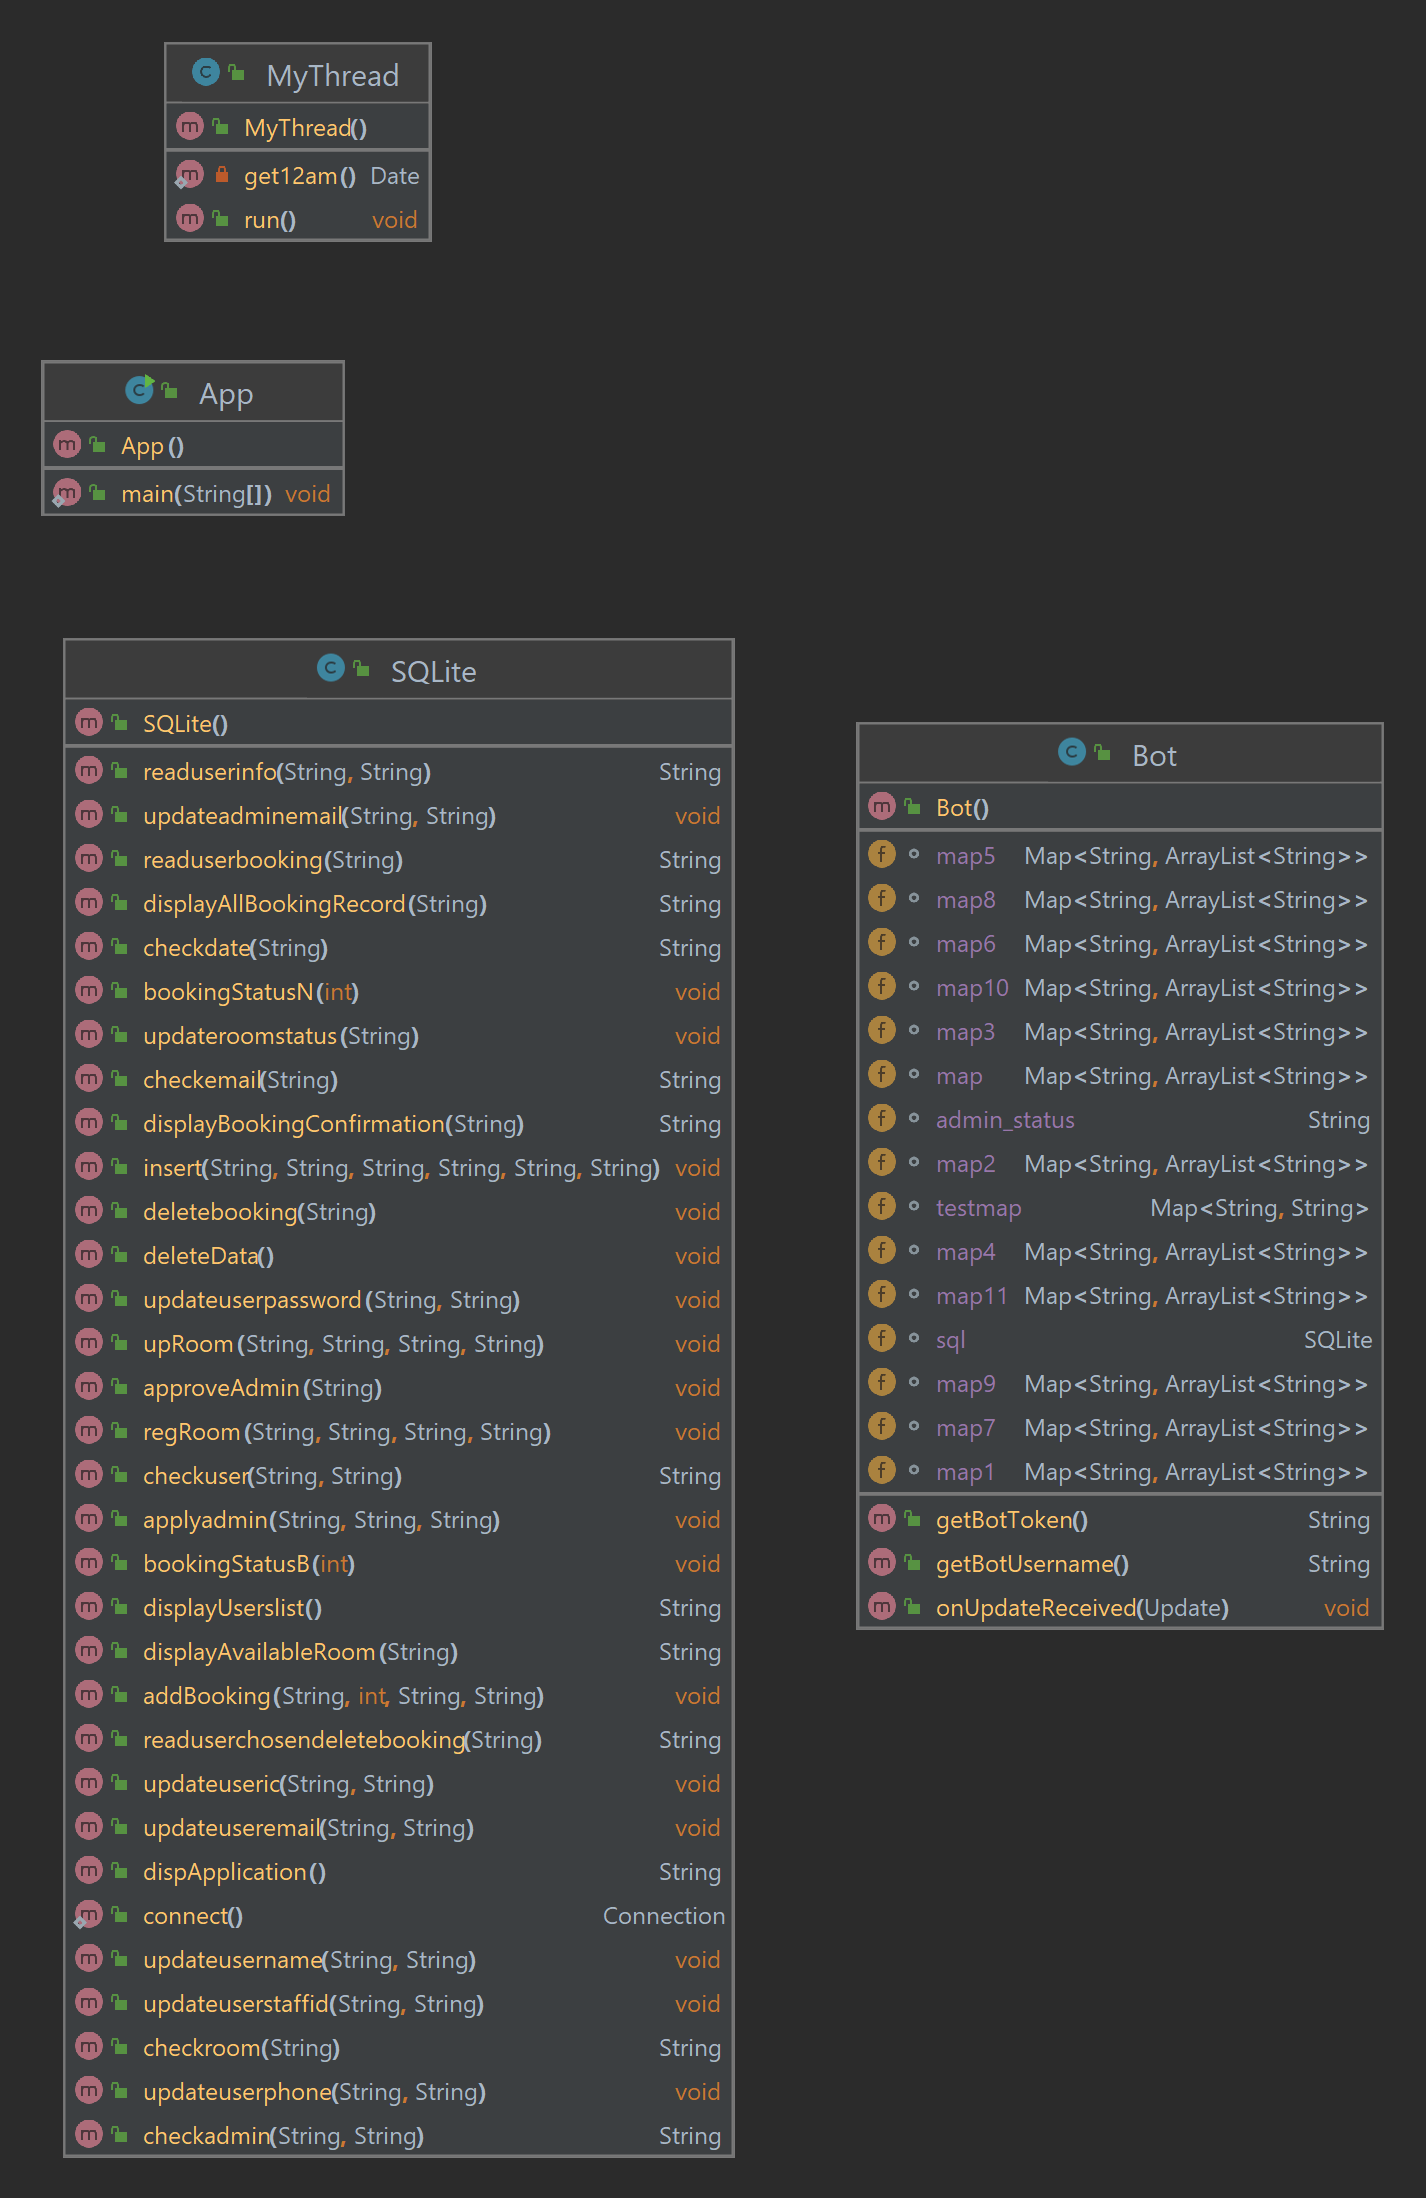 MyThread
MyThread()
get12am() Date
run() void
App
App()
main(String[]) void
SQLite
SQLite()
readuserinfo(String, String) String
updateadminemail(String, String) void
readuserbooking(String) String
displayAllBookingRecord(String) String
checkdate(String) String
bookingStatusN(int) void
updateroomstatus(String) void
checkemail(String) String
displayBookingConfirmation(String) String
insert(String, String, String, String, String, String) void
deletebooking(String) void
deleteData() void
updateuserpassword(String, String) void
upRoom(String, String, String, String) void
approveAdmin(String) void
regRoom(String, String, String, String) void
checkuser(String, String) String
applyadmin(String, String, String) void
bookingStatusB(int) void
displayUserslist() String
displayAvailableRoom(String) String
addBooking(String, int, String, String) void
readuserchosendeletebooking(String) String
updateuseric(String, String) void
updateuseremail(String, String) void
dispApplication() String
connect() Connection
updateusername(String, String) void
updateuserstaffid(String, String) void
checkroom(String) String
updateuserphone(String, String) void
checkadmin(String, String) String
Bot
Bot()
map5 Map<String, ArrayList<String>>
map8 Map<String, ArrayList<String>>
map6 Map<String, ArrayList<String>>
map10 Map<String, ArrayList<String>>
map3 Map<String, ArrayList<String>>
map Map<String, ArrayList<String>>
admin_status String
map2 Map<String, ArrayList<String>>
testmap Map<String, String>
map4 Map<String, ArrayList<String>>
map11 Map<String, ArrayList<String>>
sql SQLite
map9 Map<String, ArrayList<String>>
map7 Map<String, ArrayList<String>>
map1 Map<String, ArrayList<String>>
getBotToken() String
getBotUsername() String
onUpdateReceived(Update) void